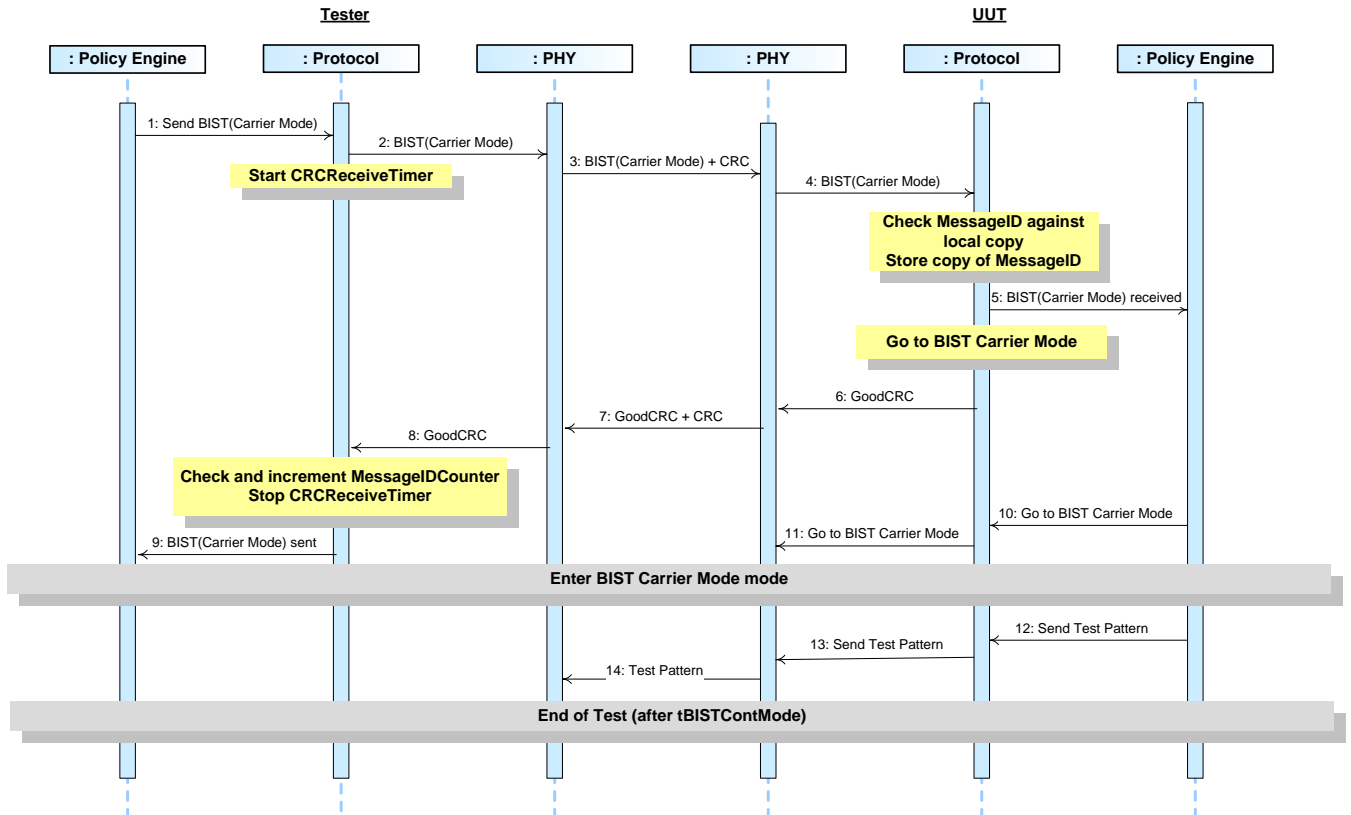 Tester
UUT
: Policy Engine
: Protocol
: PHY
: PHY
: Protocol
: Policy Engine
1: Send BIST(Carrier Mode)
2: BIST(Carrier Mode)
Start CRCReceiveTimer
3: BIST(Carrier Mode) + CRC
4: BIST(Carrier Mode)
Check MessageID against
local copy
Store copy of MessageID
5: BIST(Carrier Mode) received
Go to BIST Carrier Mode
6: GoodCRC
7: GoodCRC + CRC
8: GoodCRC
Check and increment MessageIDCounter
Stop CRCReceiveTimer
10: Go to BIST Carrier Mode
11: Go to BIST Carrier Mode
9: BIST(Carrier Mode) sent
Enter BIST Carrier Mode mode
12: Send Test Pattern
13: Send Test Pattern
14: Test Pattern
End of Test (after tBISTContMode)